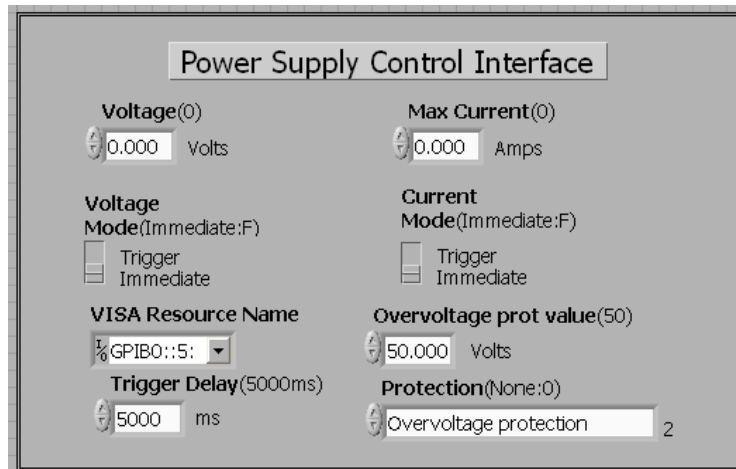 Power Supply Control Interface
Voltage(0)
Max Current(0)
0.000 Volts
0.000 Amps
Voltage
Mode(Immediate:F)
Current
Mode(Immediate:F)
Trigger
Immediate
Trigger
Immediate
VISA Resource Name
Overvoltage prot value(50)
I/0 GPIB0::5:
50.000 Volts
Trigger Delay(5000ms)
Protection(None:0)
5000 ms
Overvoltage protection 2